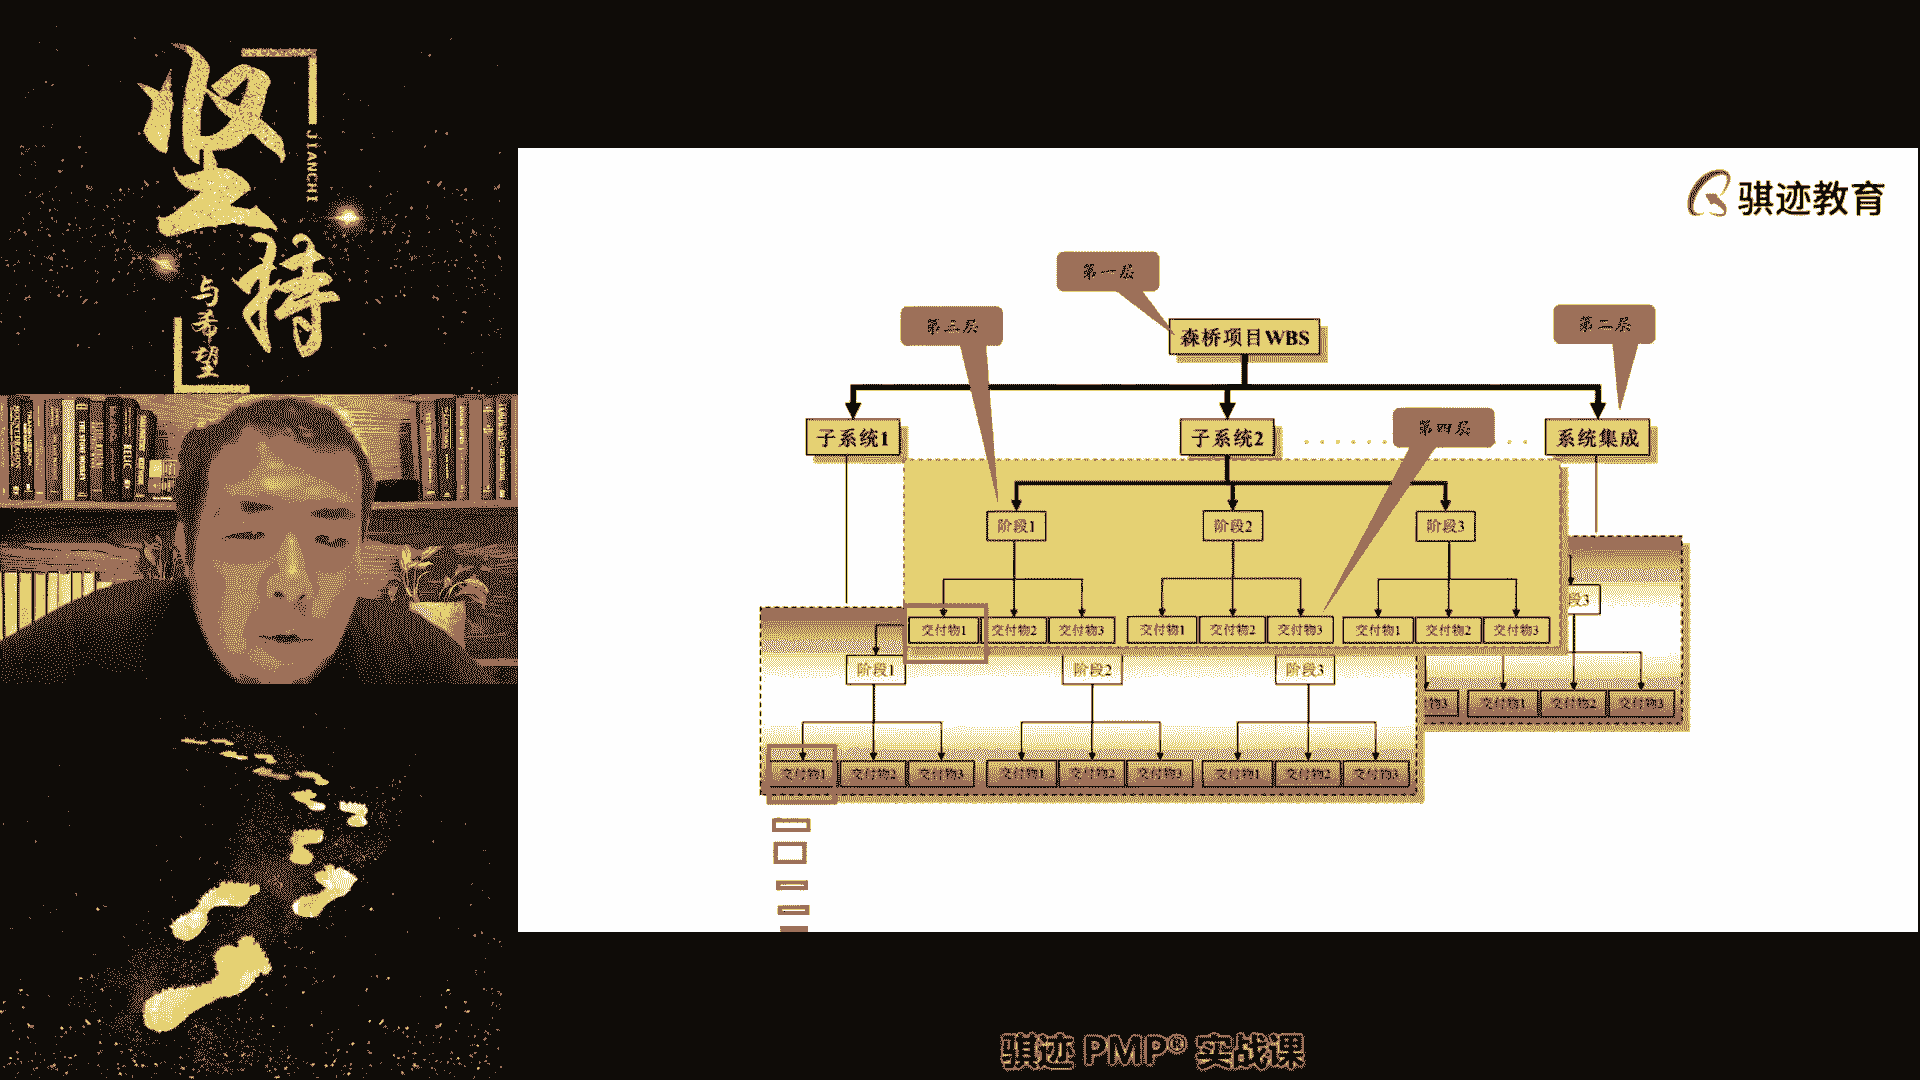 坚持
JIANCHI
与希望
骐迹教育
第一层
第三层
第二层
森桥项目WBS
子系统1
子系统2
第四层
系统集成
阶段1
阶段2
阶段3
段3
交付物1
交付物2
交付物3
交付物1
交付物2
交付物3
交付物1
交付物2
交付物3
阶段1
阶段2
阶段3
物3
交付物1
交付物2
交付物3
交付物1
交付物2
交付物3
交付物1
交付物2
交付物3
交付物1
交付物2
交付物3
骐迹 PMP® 实战课